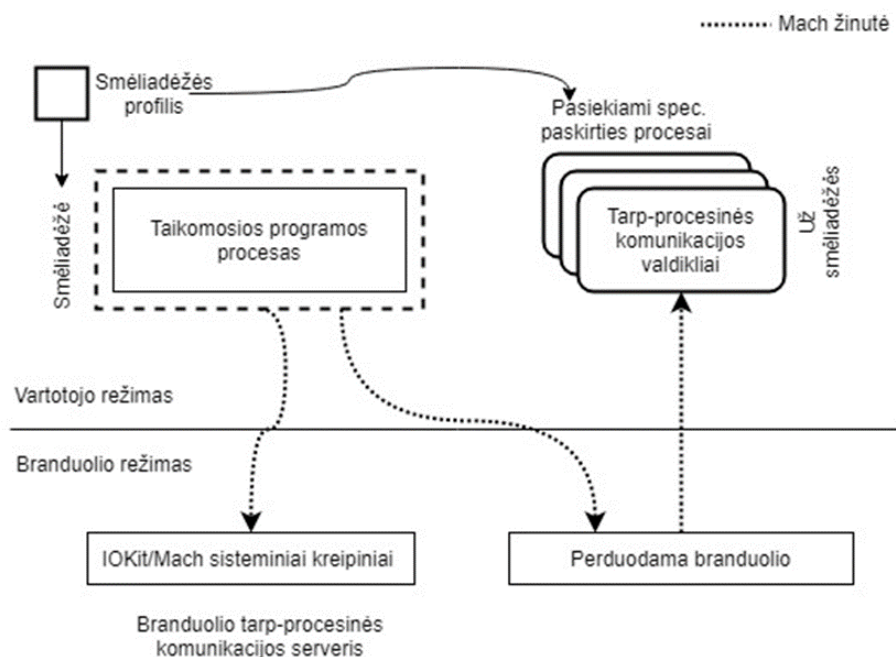 Mach žinutė
Smėliadėžės
profilis
Pasiekiami spec.
paskirties procesai
Smėliadėžė
Taikomosios programos
procesas
Tarp-procesinės
komunikacijos
valdikliai
Už
smėliadėžės
Vartotojo režimas
Branduolio režimas
IOKit/Mach sisteminiai kreipiniai
Perduodama branduolio
Branduolio tarp-procesinės
komunikacijos serveris